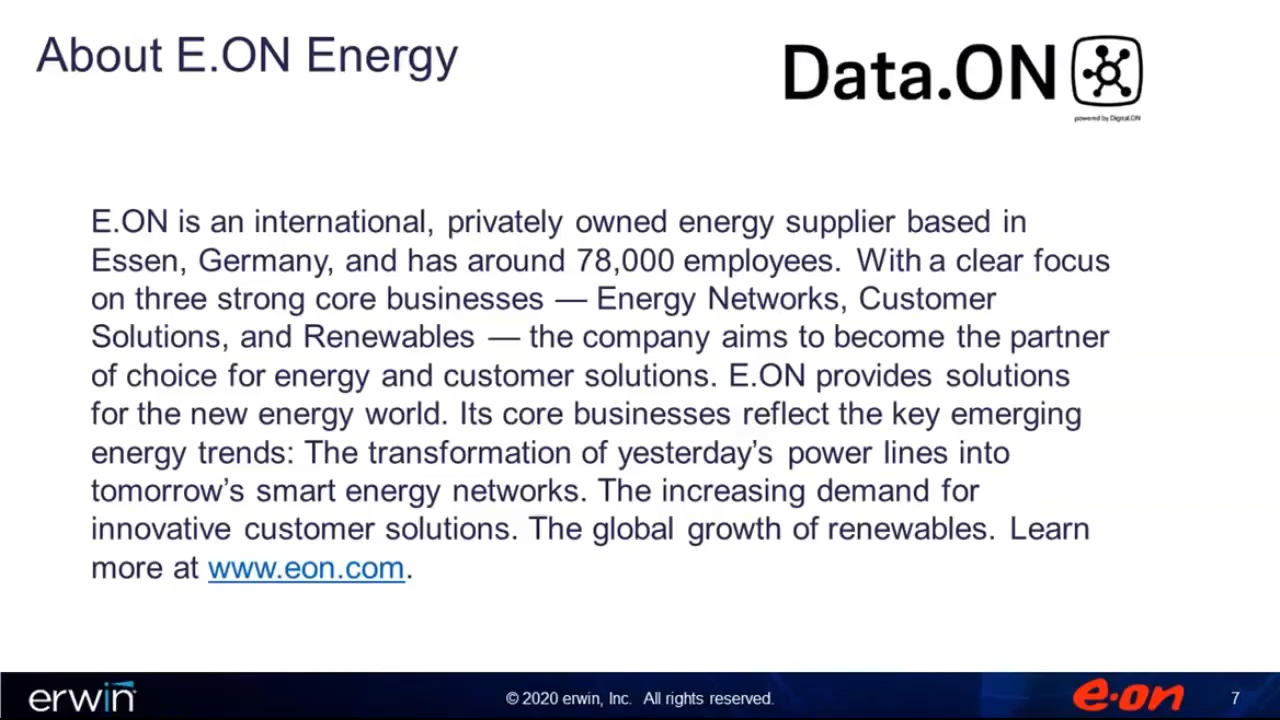 About E.ON Energy
Data.ON
powered by Digital.ON
E.ON is an international, privately owned energy supplier based in
Essen, Germany, and has around 78,000 employees. With a clear focus
on three strong core businesses — Energy Networks, Customer
Solutions, and Renewables — the company aims to become the partner
of choice for energy and customer solutions. E.ON provides solutions
for the new energy world. Its core businesses reflect the key emerging
energy trends: The transformation of yesterday’s power lines into
tomorrow’s smart energy networks. The increasing demand for
innovative customer solutions. The global growth of renewables. Learn
more at www.eon.com.
erwin
© 2020 erwin, Inc. All rights reserved.
e·on
7